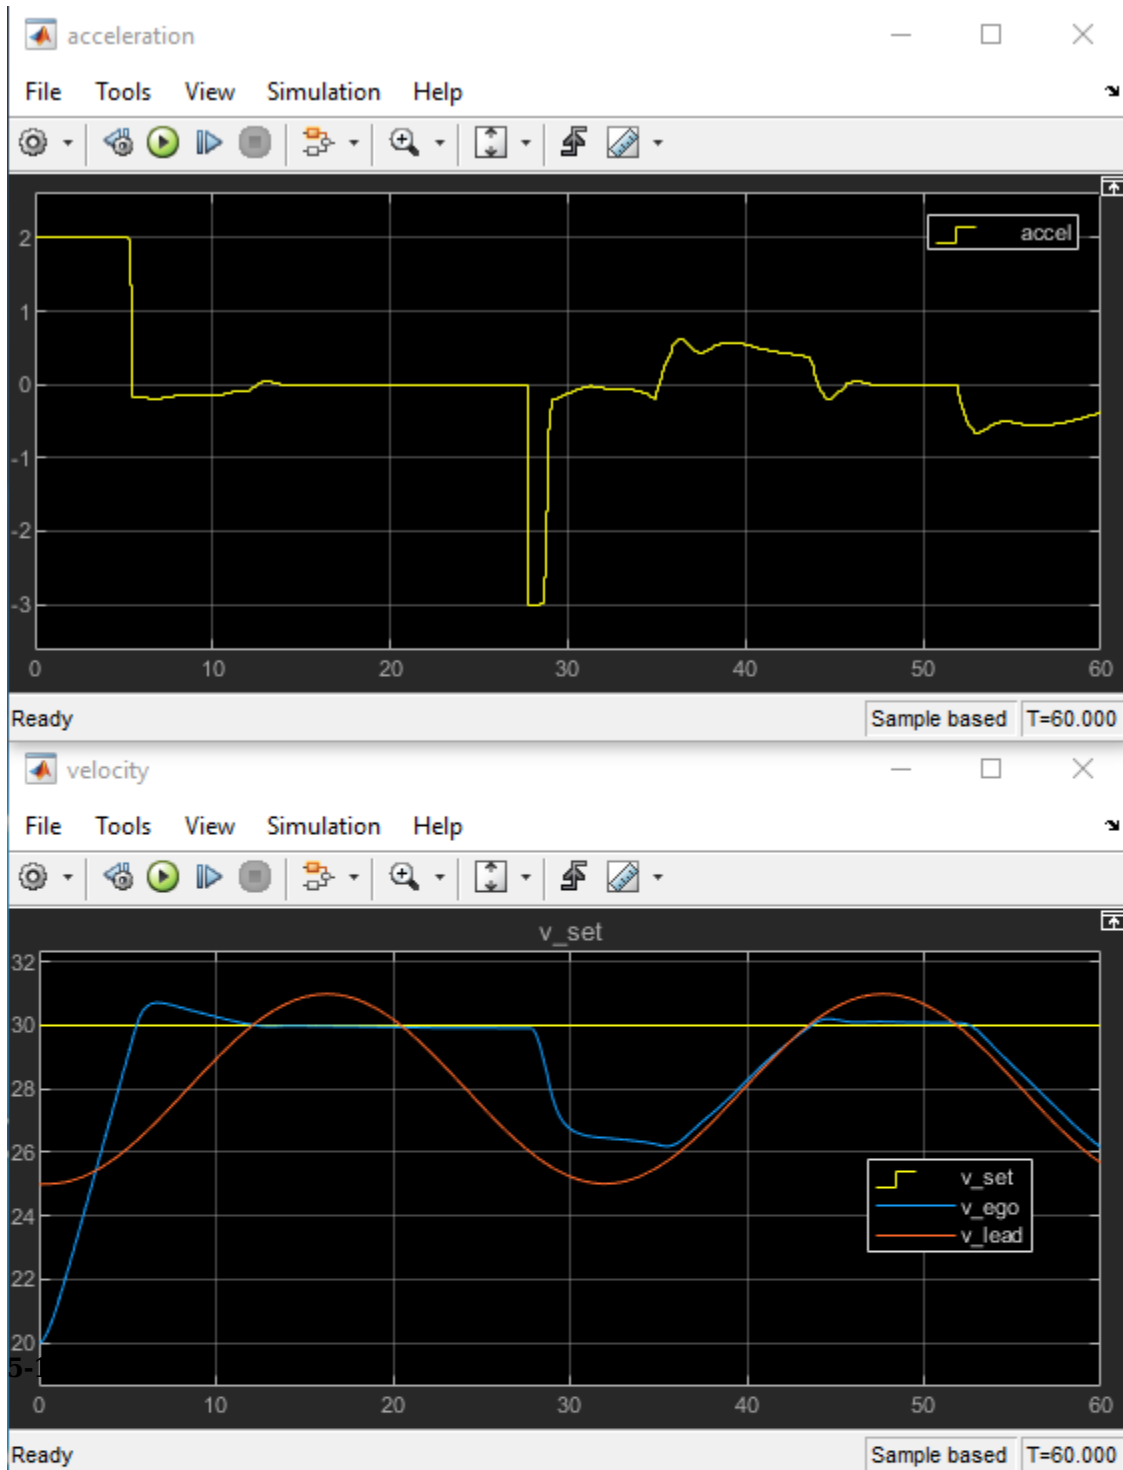 acceleration
File Tools View Simulation Help
accel
2
1
0
-1
-2
-3
0 10 20 30 40 50 60
Ready Sample based T=60.000
velocity
File Tools View Simulation Help
v_set
32
30
28
26
24
22
20
v_set
v_ego
v_lead
5-1
0 10 20 30 40 50 60
Ready Sample based T=60.000